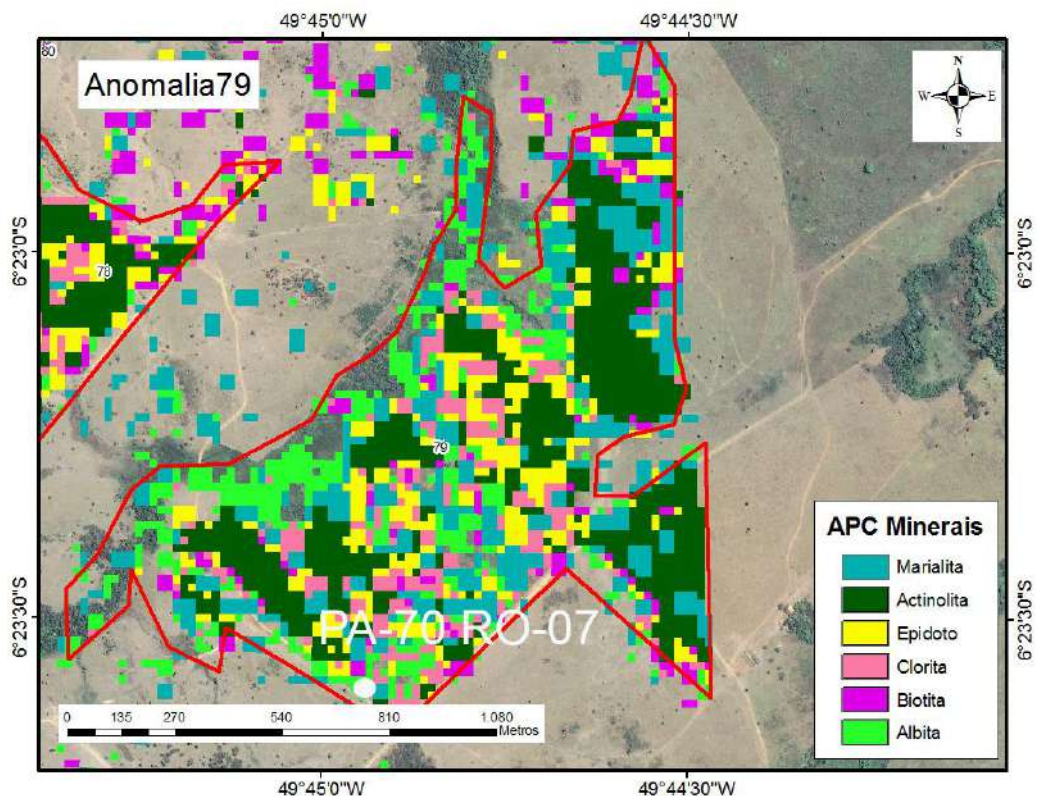 49°45'0"W
49°44'30"W
80
Anomalia79
N
W
E
S
6°23'0"S
6°23'0"S
78
79
APC Minerais
Marialita
Actinolita
Epidoto
Clorita
Biotita
Albita
6°23'30"S
6°23'30"S
PA-70 RO-07
0 135 270 540 810 1.080
Metros
49°45'0"W
49°44'30"W